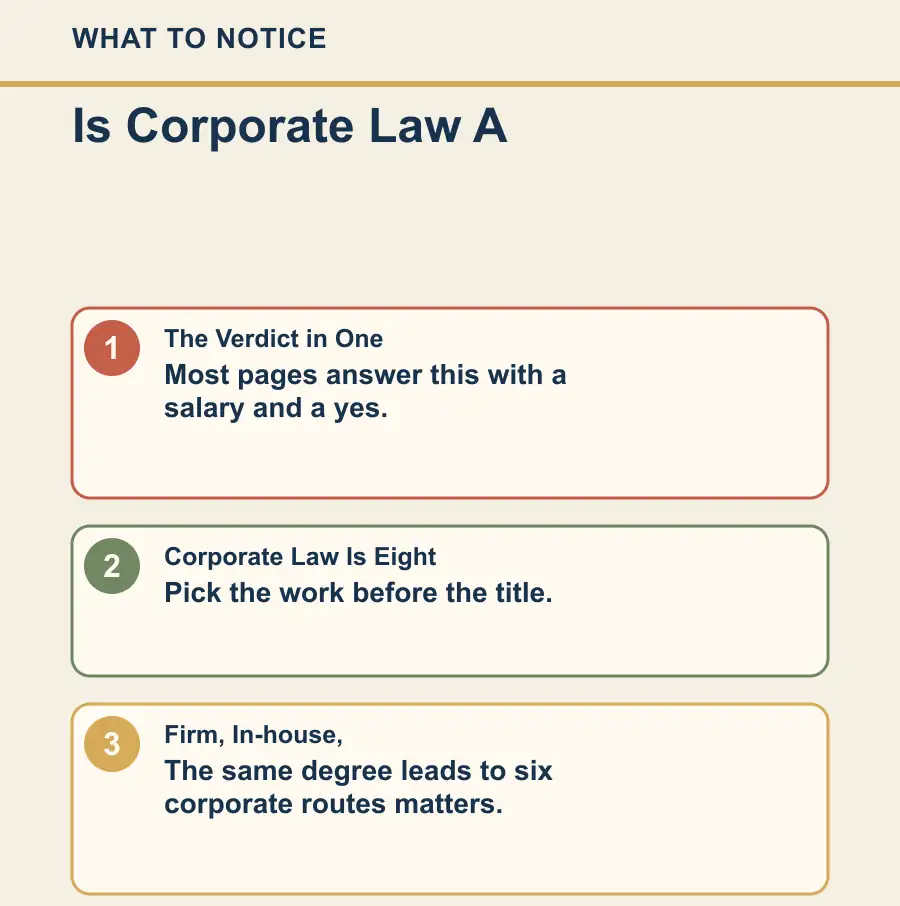 WHAT TO NOTICE
Is Corporate Law A
1
The Verdict in One
Most pages answer this with a
salary and a yes.
2
Corporate Law Is Eight
Pick the work before the title.
3
Firm, In-house,
The same degree leads to six
corporate routes matters.